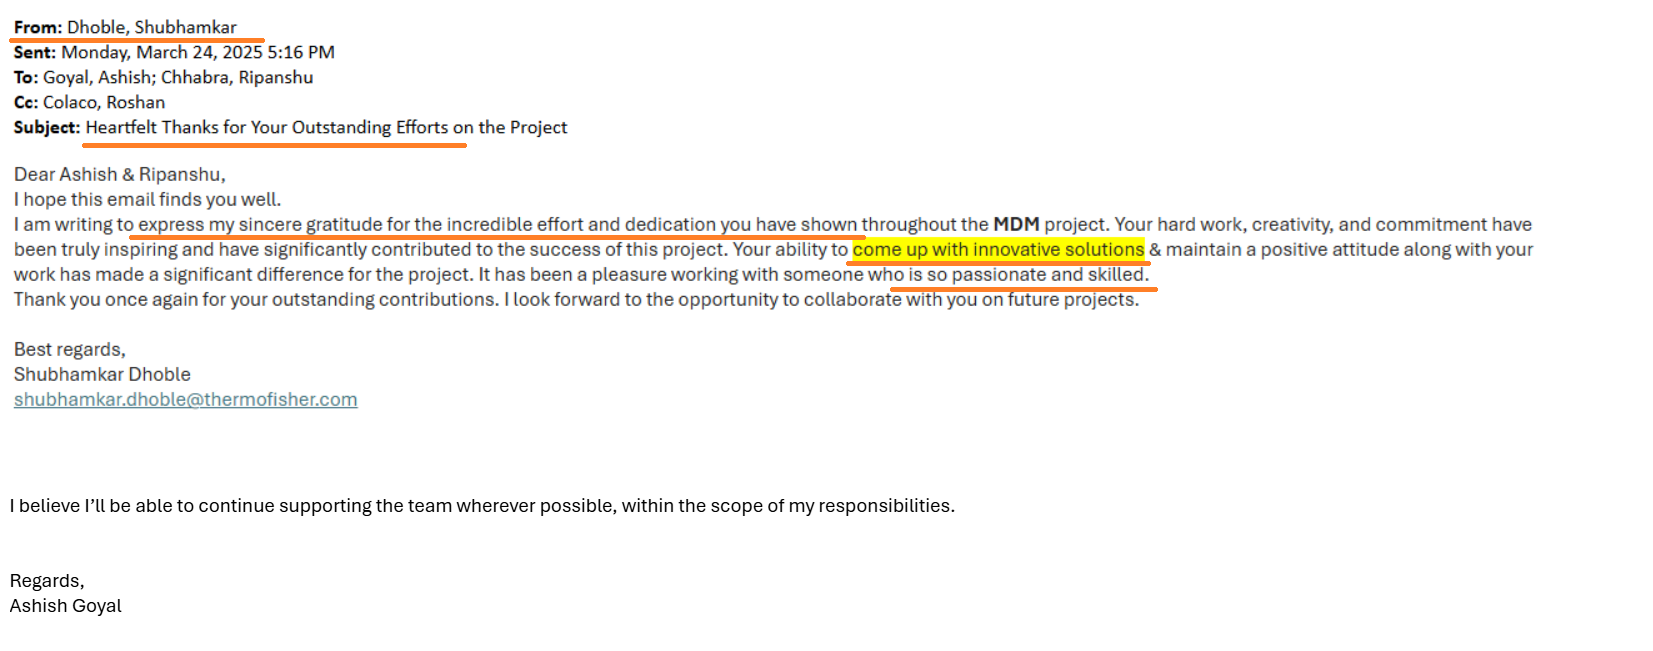 From: Dhoble, Shubhamkar
Sent: Monday, March 24, 2025 5:16 PM
To: Goyal, Ashish; Chhabra, Ripanshu
Cc: Colaco, Roshan
Subject: Heartfelt Thanks for Your Outstanding Efforts on the Project
Dear Ashish & Ripanshu,
I hope this email finds you well.
I am writing to express my sincere gratitude for the incredible effort and dedication you have shown throughout the MDM project. Your hard work, creativity, and commitment have
been truly inspiring and have significantly contributed to the success of this project. Your ability to come up with innovative solutions & maintain a positive attitude along with your
work has made a significant difference for the project. It has been a pleasure working with someone who is so passionate and skilled.
Thank you once again for your outstanding contributions. I look forward to the opportunity to collaborate with you on future projects.
Best regards,
Shubhamkar Dhoble
shubhamkar.dhoble@thermofisher.com
I believe I’ll be able to continue supporting the team wherever possible, within the scope of my responsibilities.
Regards,
Ashish Goyal